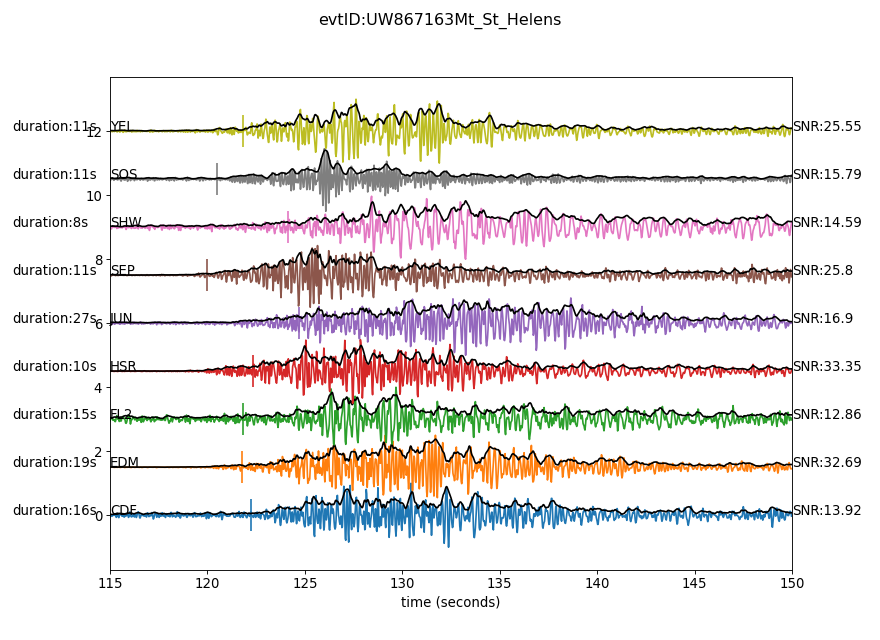 evtID:UW867163Mt_St_Helens
duration:11s YEL SNR:25.55
12
duration:11s SOS SNR:15.79
10
duration:8s SHW SNR:14.59
8
duration:11s SEP SNR:25.8
duration:27s JUN SNR:16.9
6
duration:10s HSR SNR:33.35
4
duration:15s FL2 SNR:12.86
2
duration:19s EDM SNR:32.69
duration:16s CDF SNR:13.92
0
115 120 125 130 135 140 145 150
time (seconds)